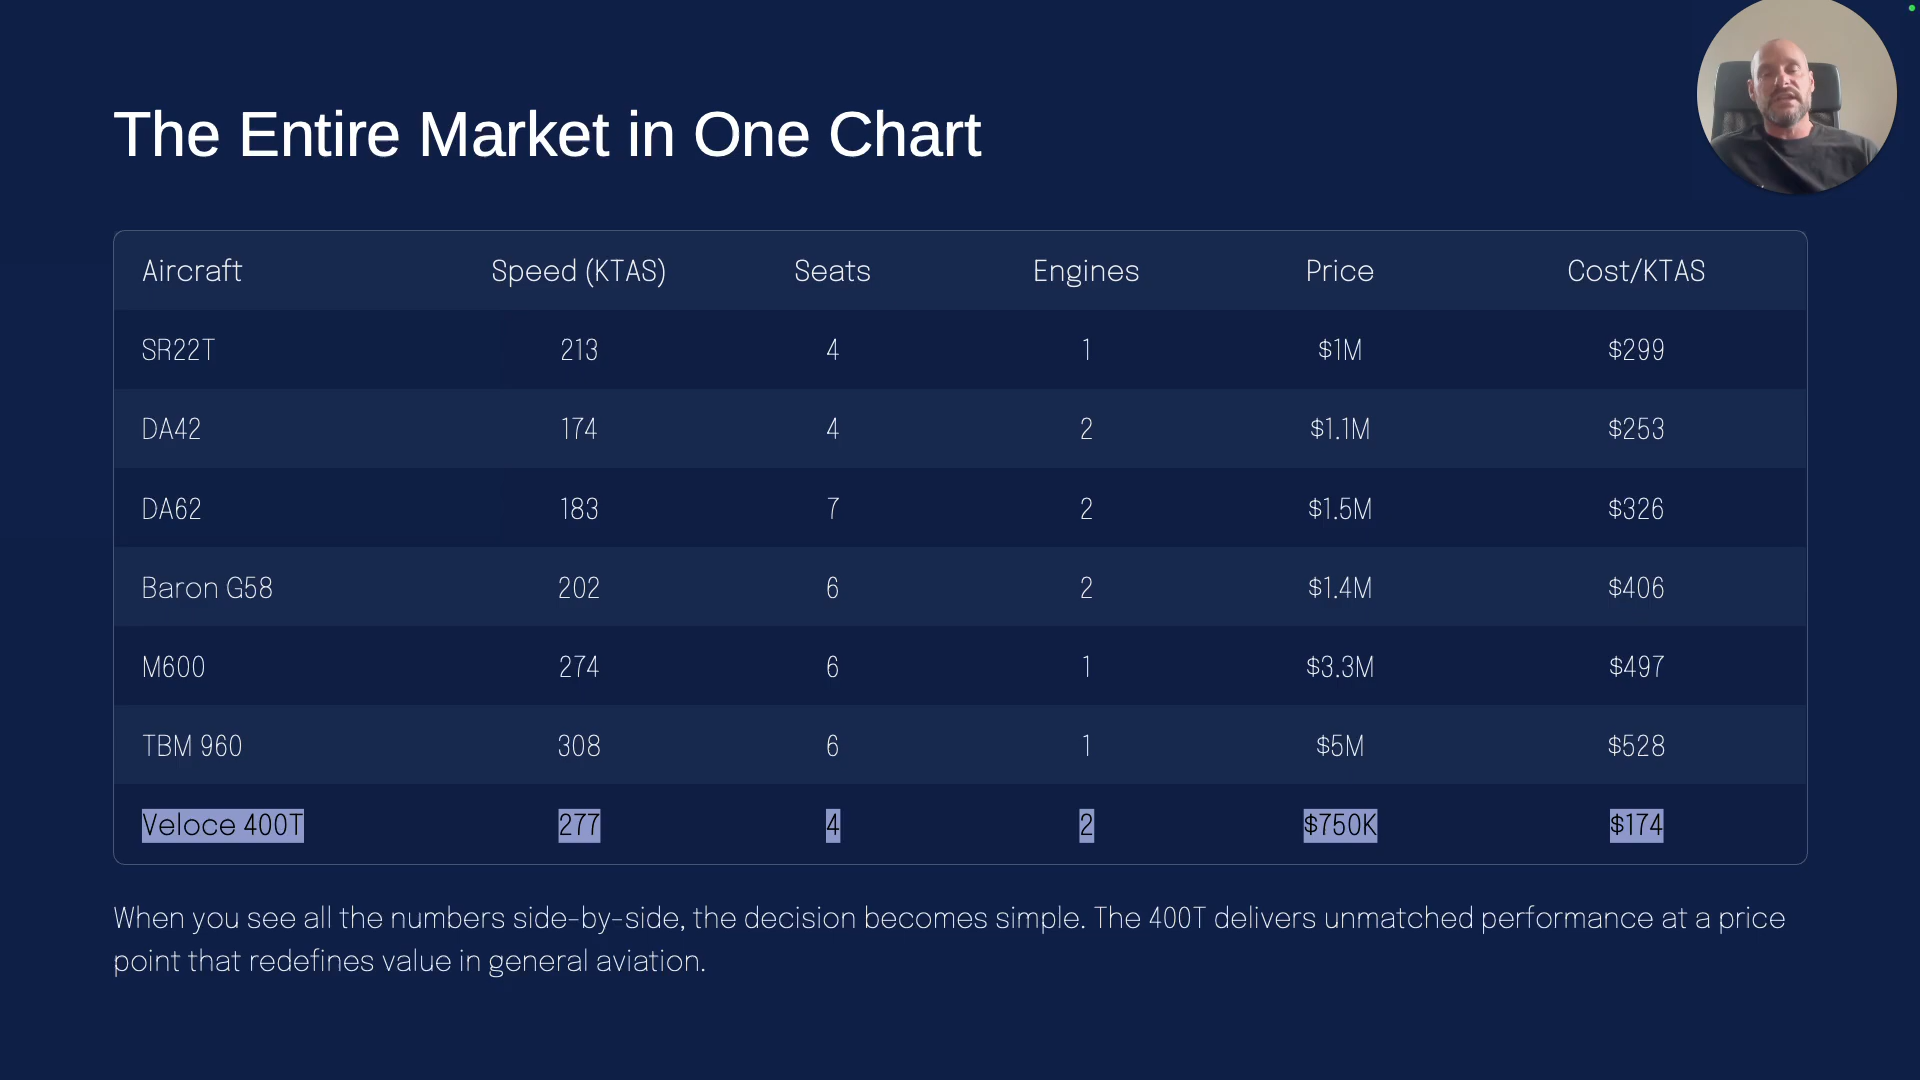 The Entire Market in One Chart
Aircraft Speed (KTAS) Seats Engines Price Cost/KTAS
SR22T 213 4 1 $1M $299
DA42 174 4 2 $1.1M $253
DA62 183 7 2 $1.5M $326
Baron G58 202 6 2 $1.4M $406
M600 274 6 1 $3.3M $497
TBM 960 308 6 1 $5M $528
Veloce 400T 277 4 2 $750K $174
When you see all the numbers side-by-side, the decision becomes simple. The 400T delivers unmatched performance at a price
point that redefines value in general aviation.